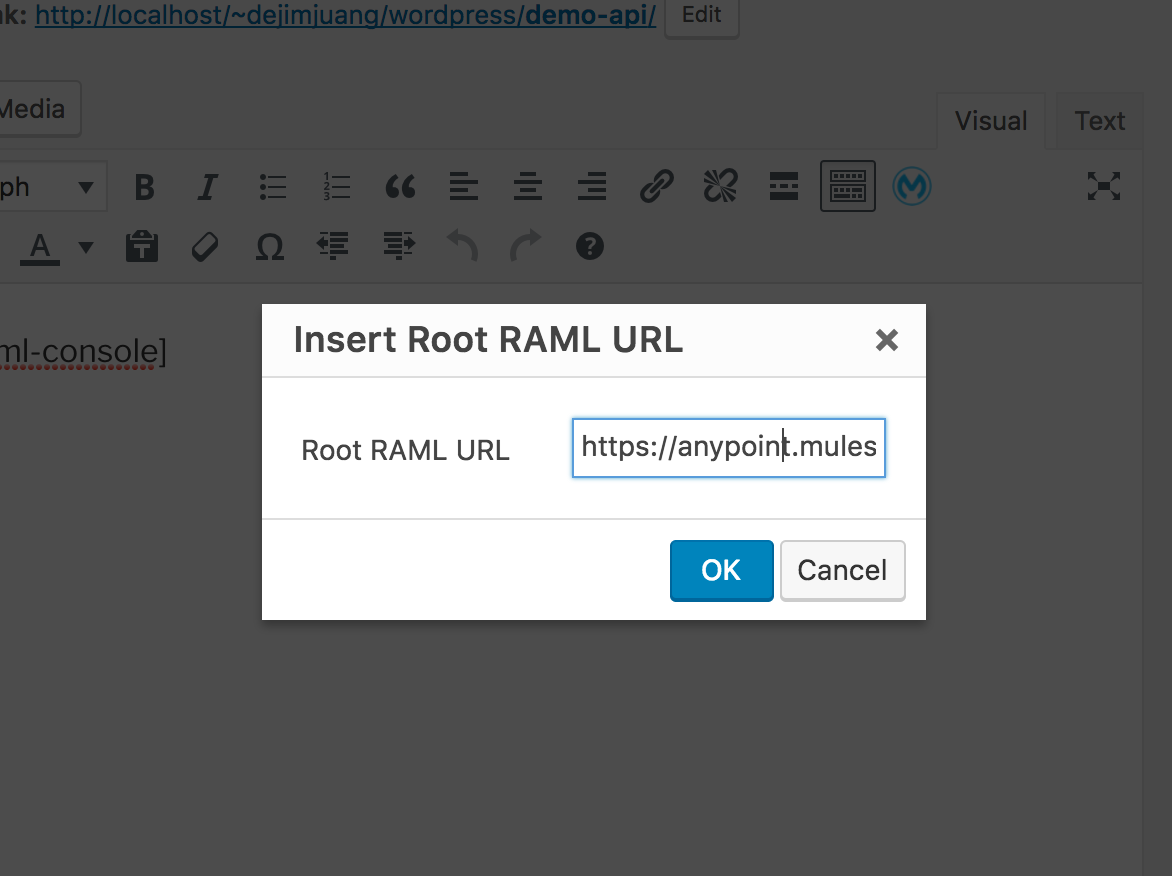 nk: http://localhost/~dejimjuang/wordpress/demo-api/ Edit
Media
Visual Text
ph B I
A T Ω ?
ml-console]
Insert Root RAML URL
Root RAML URL https://anypoint.mules
OK Cancel